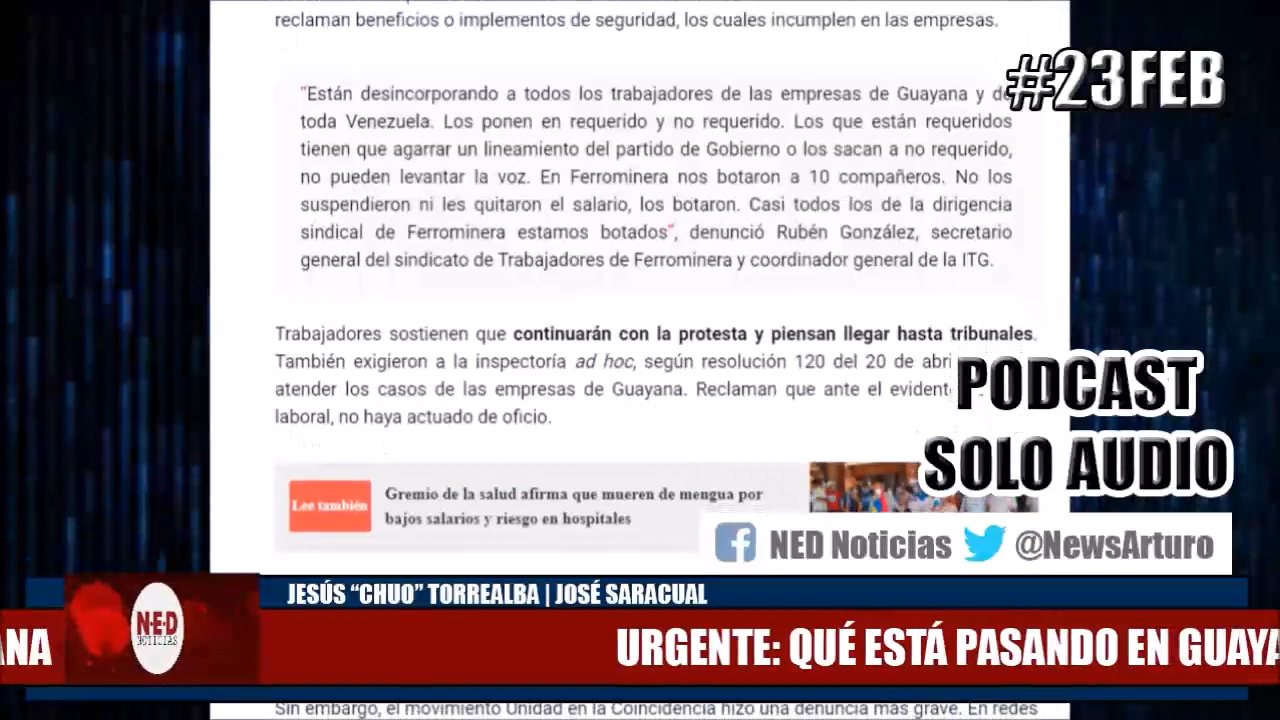 reclaman beneficios o implementos de seguridad, los cuales incumplen en las empresas.
#23FEB
"Están desincorporando a todos los trabajadores de las empresas de Guayana y de
toda Venezuela. Los ponen en requerido y no requerido. Los que están requeridos
tienen que agarrar un lineamiento del partido de Gobierno o los sacan a no requerido,
no pueden levantar la voz. En Ferrominera nos botaron a 10 compañeros. No los
suspendieron ni les quitaron el salario, los botaron. Casi todos los de la dirigencia
sindical de Ferrominera estamos botados", denunció Rubén González, secretario
general del sindicato de Trabajadores de Ferrominera y coordinador general de la ITG.
Trabajadores sostienen que continuarán con la protesta y piensan llegar hasta tribunales.
También exigieron a la inspectoría ad hoc, según resolución 120 del 20 de abri
atender los casos de las empresas de Guayana. Reclaman que ante el evident
laboral, no haya actuado de oficio.
PODCAST
SOLO AUDIO
Lee también
Gremio de la salud afirma que mueren de mengua por
bajos salarios y riesgo en hospitales
NED Noticias @NewsArturo
JESÚS “CHUO” TORREALBA | JOSÉ SARACUAL
N·E·D
NOTICIAS
ANA URGENTE: QUÉ ESTÁ PASANDO EN GUAYA
Sin embargo, el movimiento Unidad en la Coincidencia hizo una denuncia más grave. En redes